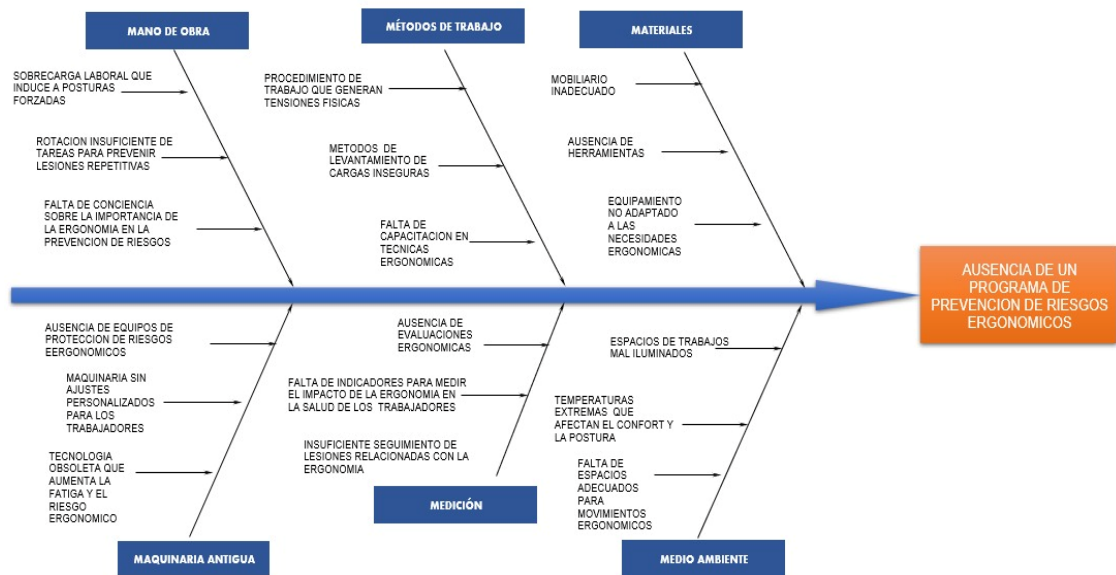 MANO DE OBRA
MÉTODOS DE TRABAJO
MATERIALES
SOBRECARGA LABORAL QUE
INDUCE A POSTURAS
FORZADAS
ROTACION INSUFICIENTE DE
TAREAS PARA PREVENIR
LESIONES REPETITIVAS
FALTA DE CONCIENCIA
SOBRE LA IMPORTANCIA DE
LA ERGONOMIA EN LA
PREVENCION DE RIESGOS
PROCEDIMIENTO DE
TRABAJO QUE GENERAN
TENSIONES FISICAS
METODOS DE
LEVANTAMIENTO DE
CARGAS INSEGURAS
FALTA DE
CAPACITACION EN
TECNICAS
ERGONOMICAS
MOBILIARIO
INADECUADO
AUSENCIA DE
HERRAMIENTAS
EQUIPAMIENTO
NO ADAPTADO
A LAS
NECESIDADES
ERGONOMICAS
AUSENCIA DE UN
PROGRAMA DE
PREVENCION DE RIESGOS
ERGONOMICOS
AUSENCIA DE EQUIPOS DE
PROTECCION DE RIESGOS
EERGONOMICOS
MAQUINARIA SIN
AJUSTES
PERSONALIZADOS
PARA LOS
TRABAJADORES
TECNOLOGIA
OBSOLETA QUE
AUMENTA LA
FATIGA Y EL
RIESGO
ERGONOMICO
AUSENCIA DE
EVALUACIONES
ERGONOMICAS
FALTA DE INDICADORES PARA MEDIR
EL IMPACTO DE LA ERGONOMIA EN
LA SALUD DE LOS TRABAJADORES
INSUFICIENTE SEGUIMIENTO DE
LESIONES RELACIONADAS CON LA
ERGONOMIA
ESPACIOS DE TRABAJOS
MAL ILUMINADOS
TEMPERATURAS
EXTREMAS QUE
AFECTAN EL CONFORT Y
LA POSTURA
FALTA DE
ESPACIOS
ADECUADOS
PARA
MOVIMIENTOS
ERGONOMICOS
MAQUINARIA ANTIGUA
MEDICIÓN
MEDIO AMBIENTE